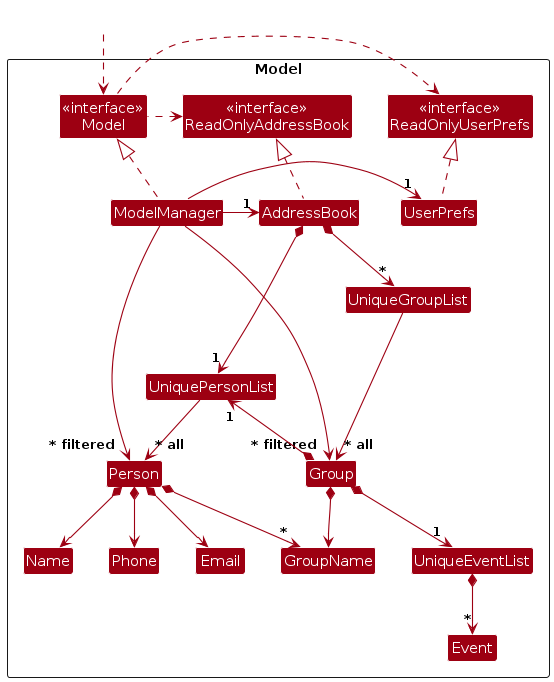 Model
«interface»
Model
«interface»
ReadOnlyAddressBook
«interface»
ReadOnlyUserPrefs
1
1
ModelManager
AddressBook
UserPrefs
*
UniqueGroupList
1
UniquePersonList
1
* filtered
* all
* filtered
* all
Person
Group
*
1
Name
Phone
Email
GroupName
UniqueEventList
*
Event